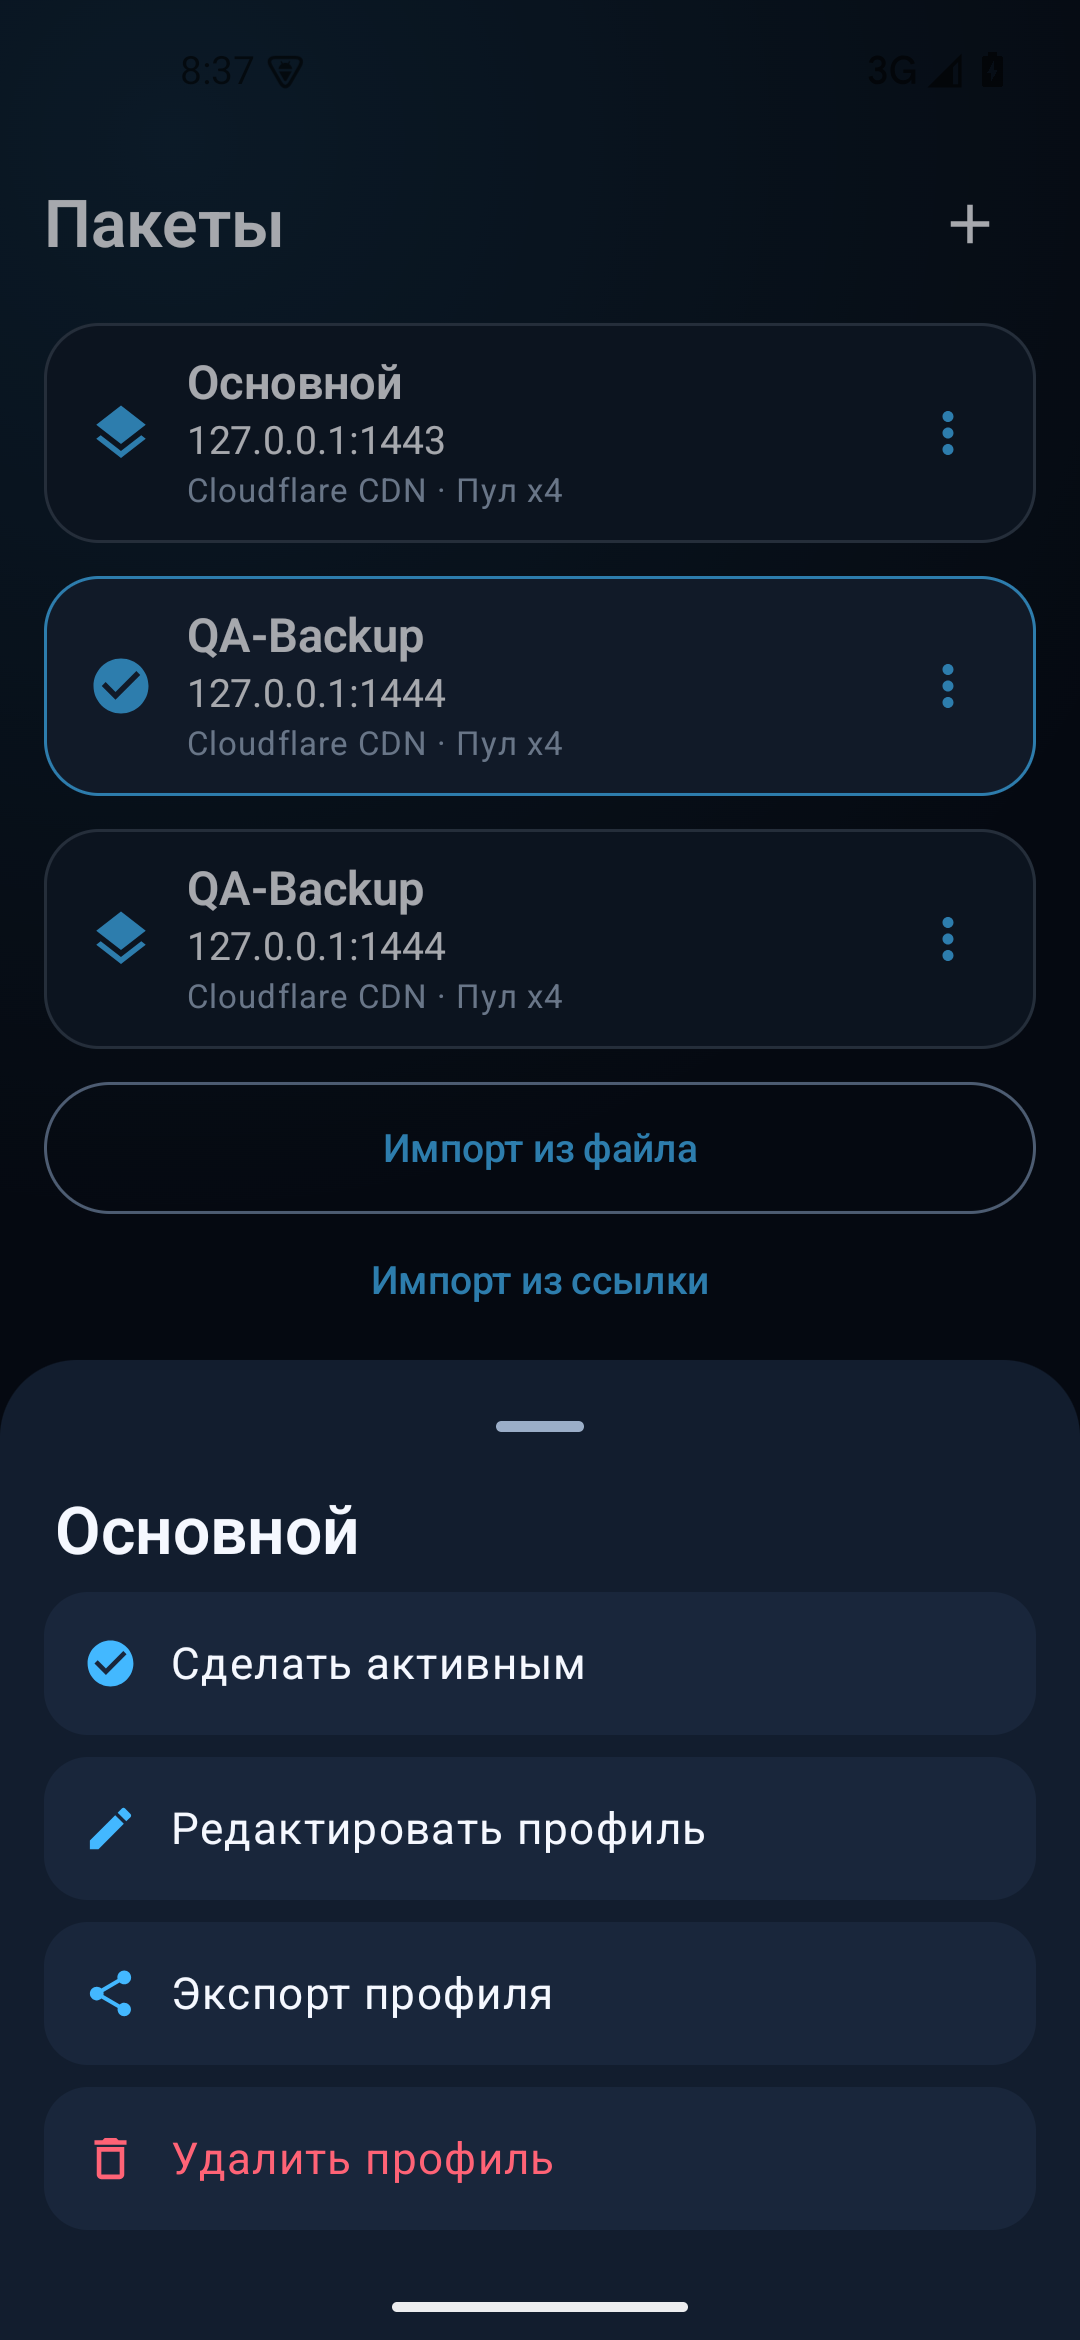 8:37
3G
Пакеты
Основной
127.0.0.1:1443
Cloudflare CDN · Пул x4
QA-Backup
127.0.0.1:1444
Cloudflare CDN · Пул x4
QA-Backup
127.0.0.1:1444
Cloudflare CDN · Пул x4
Импорт из файла
Импорт из ссылки
Основной
Сделать активным
Редактировать профиль
Экспорт профиля
Удалить профиль